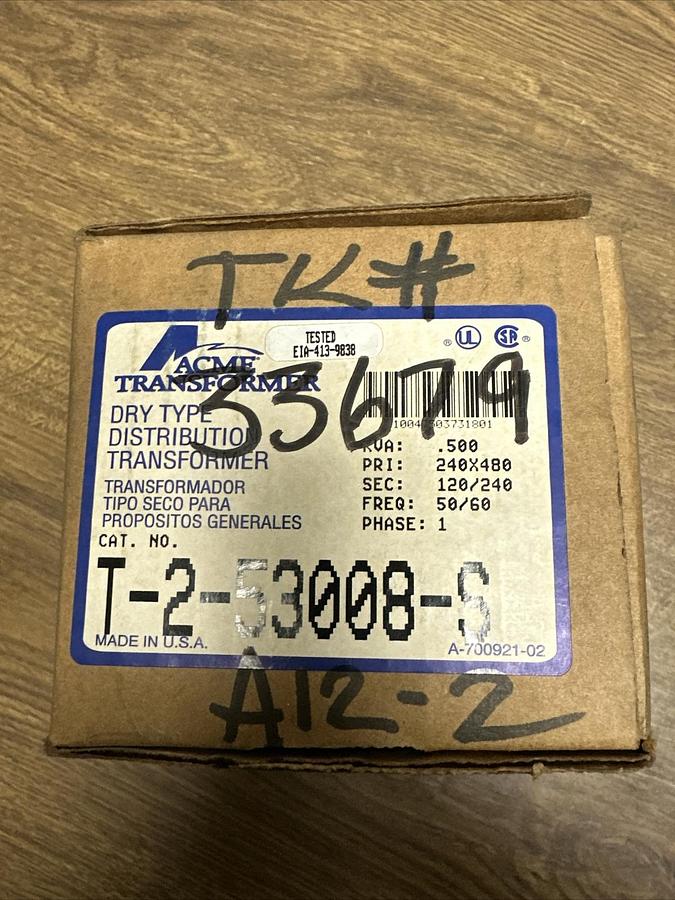 TK#
TESTED
EIA-413-9838
® UL CSA ®
ACME
TRANSFORMER
33679
DRY TYPE
DISTRIBUTION
TRANSFORMER
TRANSFORMADOR
TIPO SECO PARA
PROPOSITOS GENERALES
KVA: .500
PRI: 240X480
SEC: 120/240
FREQ: 50/60
PHASE: 1
CAT. NO.
T-2-53008-S
MADE IN U.S.A.
A-700921-02
A12-2